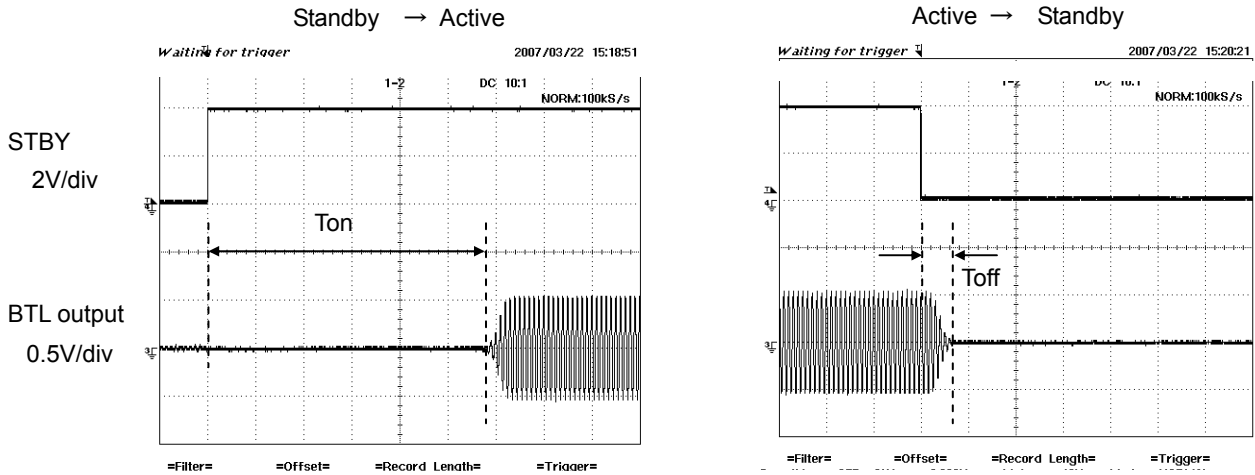 Standby → Active
Waiting for trigger 2007/03/22 15:18:51
1-2 DC 10:1
NORM:100kS/s
STBY
2V/div
Ton
BTL output
0.5V/div
=Filter= =Offset= =Record Length= =Trigger=
Active → Standby
Waiting for trigger 2007/03/22 15:20:21
NORM:100kS/s
Toff
=Filter= =Offset= =Record Length= =Trigger=